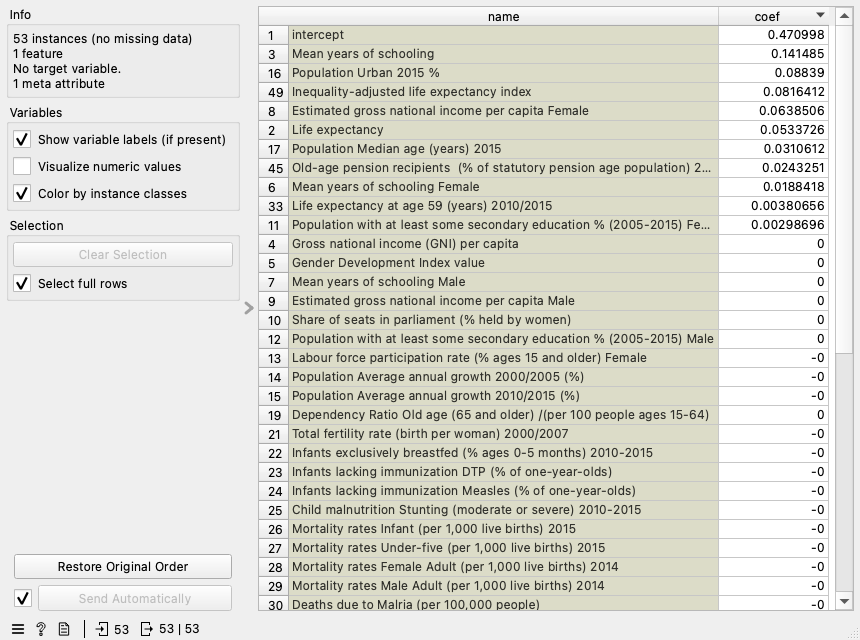 Info
53 instances (no missing data)
1 feature
No target variable.
1 meta attribute
Variables
Show variable labels (if present)
Visualize numeric values
Color by instance classes
Selection
Clear Selection
Select full rows
Restore Original Order
Send Automatically
53
53 | 53
name coef
1 intercept 0.470998
3 Mean years of schooling 0.141485
16 Population Urban 2015 % 0.08839
49 Inequality-adjusted life expectancy index 0.0816412
8 Estimated gross national income per capita Female 0.0638506
2 Life expectancy 0.0533726
17 Population Median age (years) 2015 0.0310612
45 Old-age pension recipients (% of statutory pension age population) 2... 0.0243251
6 Mean years of schooling Female 0.0188418
33 Life expectancy at age 59 (years) 2010/2015 0.00380656
11 Population with at least some secondary education % (2005-2015) Fe... 0.00298696
4 Gross national income (GNI) per capita 0
5 Gender Development Index value 0
7 Mean years of schooling Male 0
9 Estimated gross national income per capita Male 0
10 Share of seats in parliament (% held by women) 0
12 Population with at least some secondary education % (2005-2015) Male 0
13 Labour force participation rate (% ages 15 and older) Female -0
14 Population Average annual growth 2000/2005 (%) -0
15 Population Average annual growth 2010/2015 (%) -0
19 Dependency Ratio Old age (65 and older) /(per 100 people ages 15-64) 0
21 Total fertility rate (birth per woman) 2000/2007 -0
22 Infants exclusively breastfed (% ages 0-5 months) 2010-2015 -0
23 Infants lacking immunization DTP (% of one-year-olds) -0
24 Infants lacking immunization Measles (% of one-year-olds) -0
25 Child malnutrition Stunting (moderate or severe) 2010-2015 -0
26 Mortality rates Infant (per 1,000 live births) 2015 -0
27 Mortality rates Under-five (per 1,000 live births) 2015 -0
28 Mortality rates Female Adult (per 1,000 live births) 2014 -0
29 Mortality rates Male Adult (per 1,000 live births) 2014 -0
30 Deaths due to Malria (per 100,000 people) -0